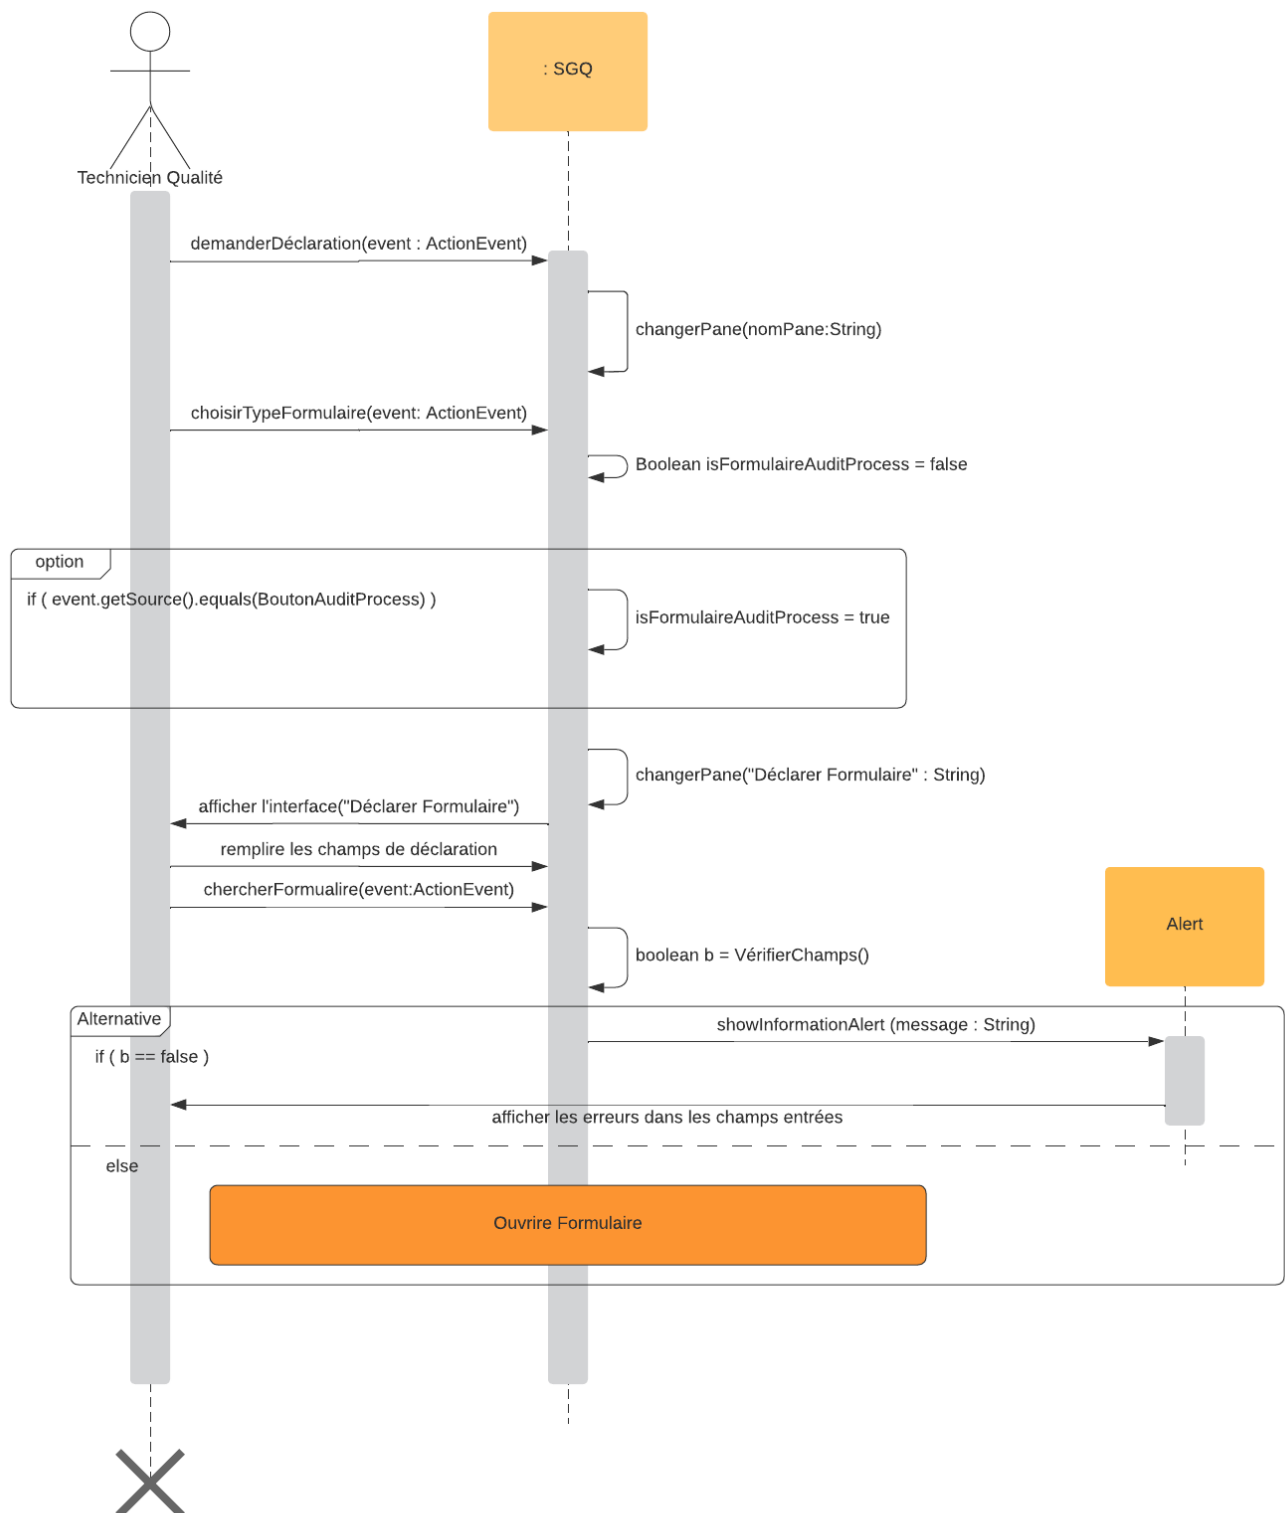 : SGQ
Technicien Qualité
demanderDéclaration(event : ActionEvent)
changerPane(nomPane:String)
choisirTypeFormulaire(event: ActionEvent)
Boolean isFormulaireAuditProcess = false
option
if ( event.getSource().equals(BoutonAuditProcess) )
isFormulaireAuditProcess = true
changerPane("Déclarer Formulaire" : String)
afficher l'interface("Déclarer Formulaire")
remplire les champs de déclaration
chercherFormualire(event:ActionEvent)
Alert
boolean b = VérifierChamps()
Alternative
showInformationAlert (message : String)
if ( b == false )
afficher les erreurs dans les champs entrées
else
Ouvrire Formulaire